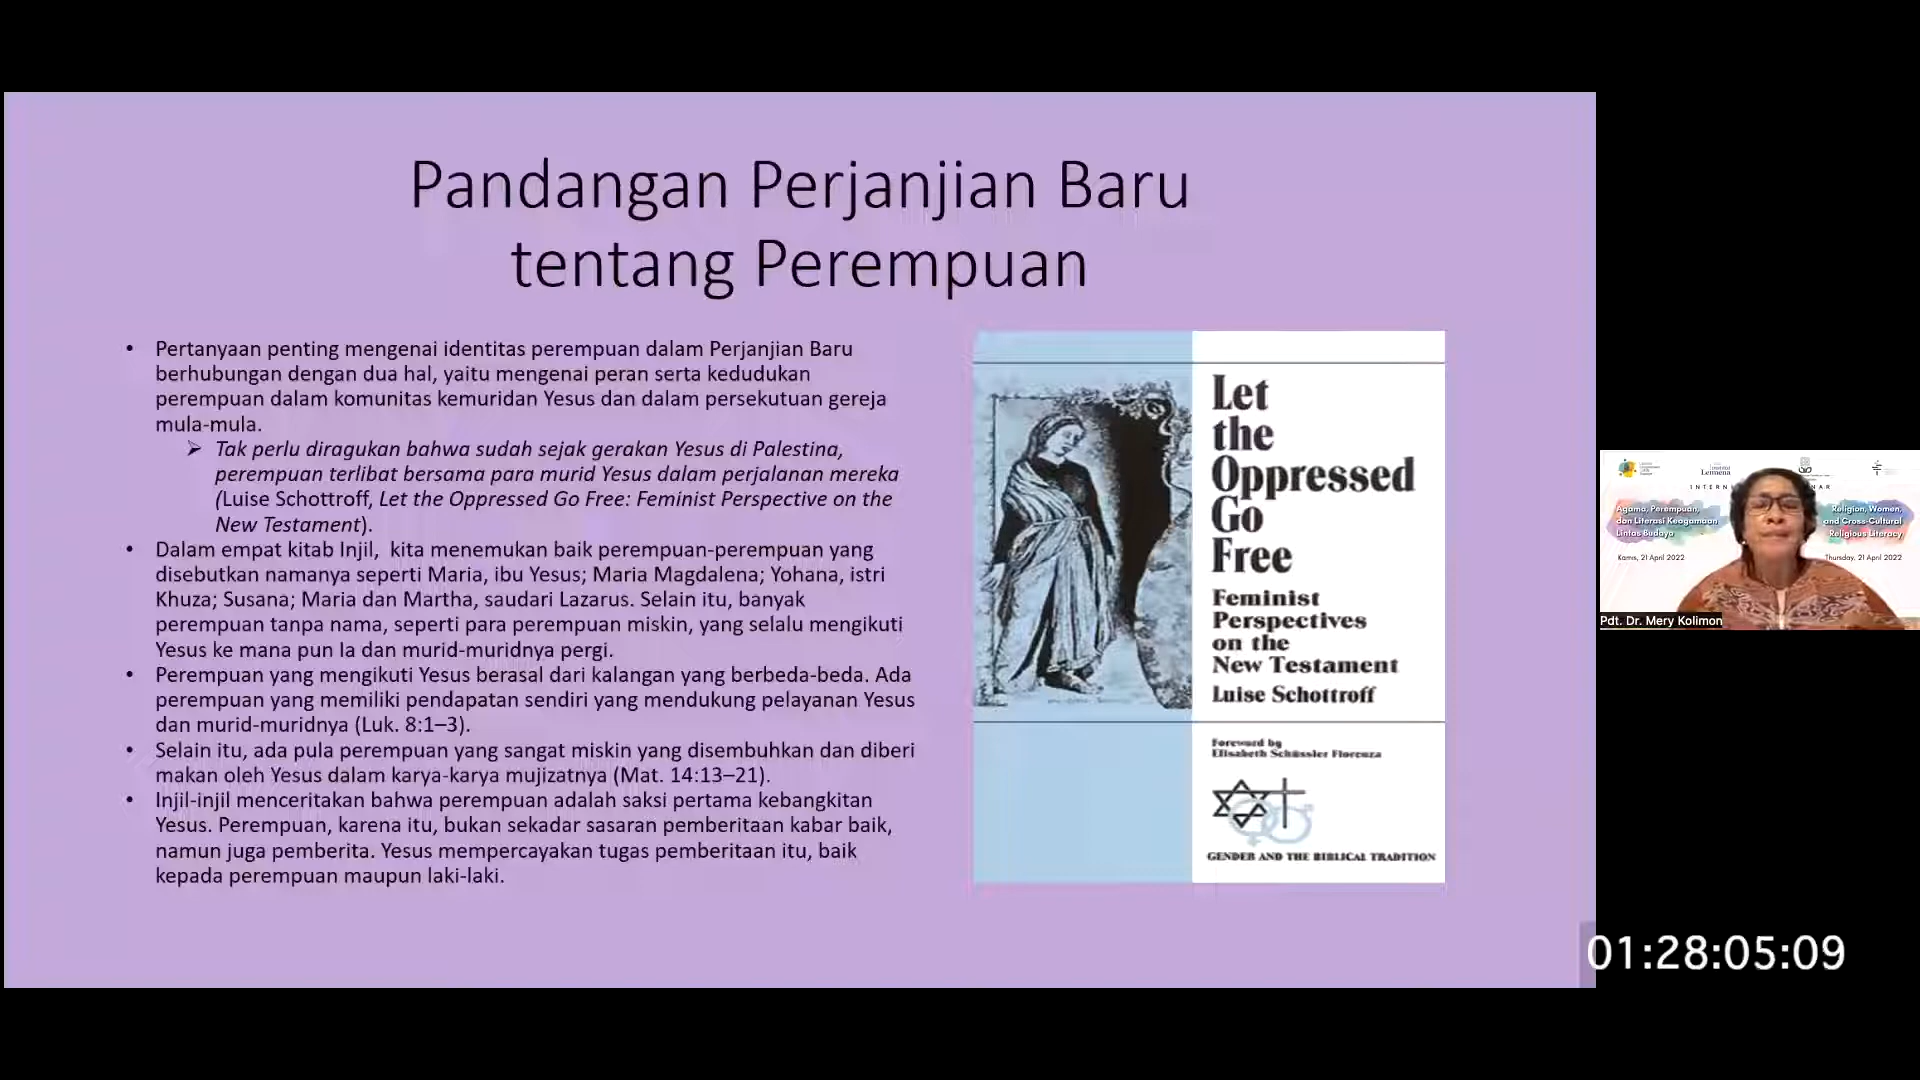 Pandangan Perjanjian Baru
tentang Perempuan
• Pertanyaan penting mengenai identitas perempuan dalam Perjanjian Baru
berhubungan dengan dua hal, yaitu mengenai peran serta kedudukan
perempuan dalam komunitas kemuridan Yesus dan dalam persekutuan gereja
mula-mula.
➢ Tak perlu diragukan bahwa sudah sejak gerakan Yesus di Palestina,
perempuan terlibat bersama para murid Yesus dalam perjalanan mereka
(Luise Schottroff, Let the Oppressed Go Free: Feminist Perspective on the
New Testament).
• Dalam empat kitab Injil, kita menemukan baik perempuan-perempuan yang
disebutkan namanya seperti Maria, ibu Yesus; Maria Magdalena; Yohana, istri
Khuza; Susana; Maria dan Martha, saudari Lazarus. Selain itu, banyak
perempuan tanpa nama, seperti para perempuan miskin, yang selalu mengikuti
Yesus ke mana pun Ia dan murid-muridnya pergi.
• Perempuan yang mengikuti Yesus berasal dari kalangan yang berbeda-beda. Ada
perempuan yang memiliki pendapatan sendiri yang mendukung pelayanan Yesus
dan murid-muridnya (Luk. 8:1–3).
• Selain itu, ada pula perempuan yang sangat miskin yang disembuhkan dan diberi
makan oleh Yesus dalam karya-karya mujizatnya (Mat. 14:13–21).
• Injil-injil menceritakan bahwa perempuan adalah saksi pertama kebangkitan
Yesus. Perempuan, karena itu, bukan sekadar sasaran pemberitaan kabar baik,
namun juga pemberita. Yesus mempercayakan tugas pemberitaan itu, baik
kepada perempuan maupun laki-laki.
Let
the
Oppressed
Go
Free
Feminist
Perspectives
on the
New Testament
Luise Schottroff
Foreword by
Elisabeth Schüssler Fiorenza
GENDER AND THE BIBLICAL TRADITION
Institut
Leimena
Agama, Perempuan,
dan Literasi Keagamaan
Lintas Budaya
Kamis, 21 April 2022
Religion, Women,
and Cross-Cultural
Religious Literacy
Thursday, 21 April 2022
Pdt. Dr. Mery Kolimon
01:28:05:09